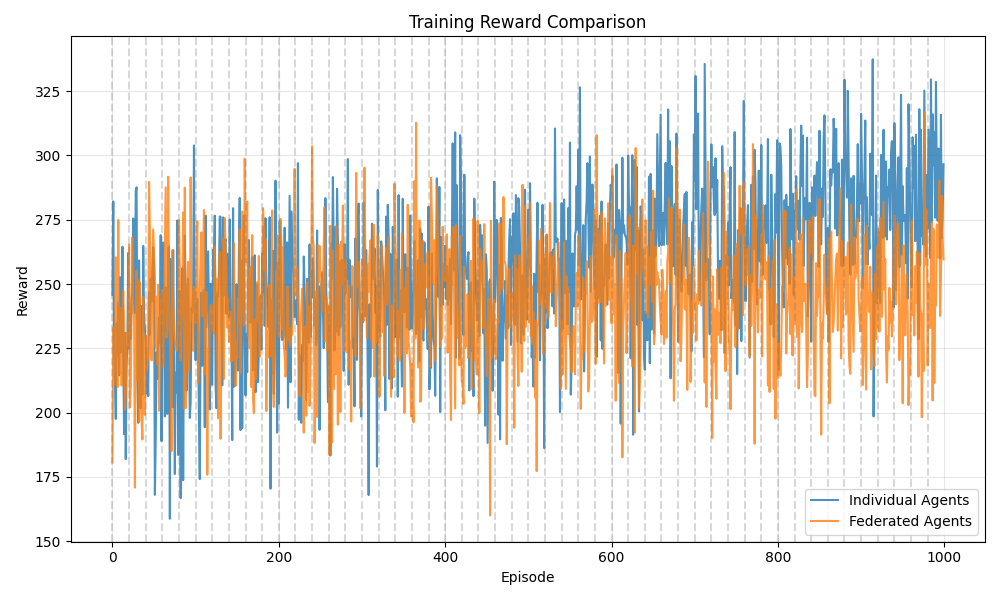 Training Reward Comparison
Reward
325
300
275
250
225
200
175
150
0
200
400
600
800
1000
Episode
Individual Agents
Federated Agents